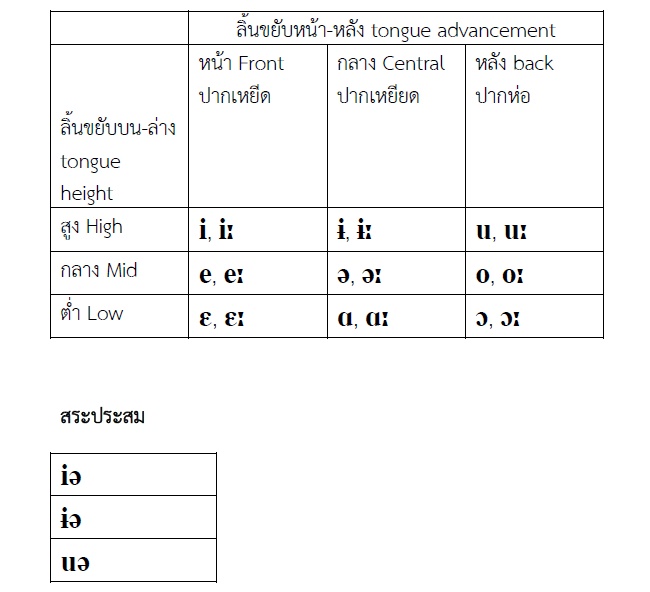 ลิ้นขยับหน้า-หลัง tongue advancement
ลิ้นขยับบน-ล่าง
tongue
height
หน้า Front
ปากเหยีด
กลาง Central
ปากเหยียด
หลัง back
ปากห่อ
สูง High
i, iː
ɨ, ɨː
u, uː
กลาง Mid
e, eː
ə, əː
o, oː
ต่ำ Low
ɛ, ɛː
ɑ, ɑː
ɔ, ɔː
สระประสม
iə
ɨə
uə